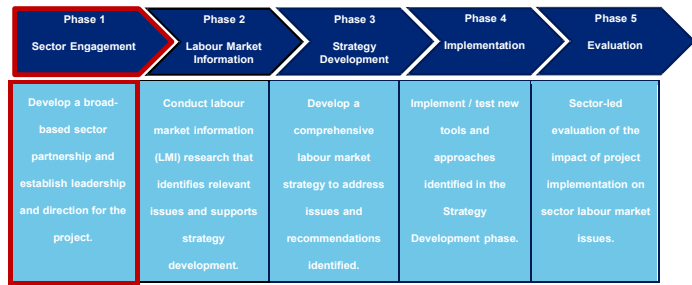 Phase 1
Sector Engagement
Phase 2
Labour Market
Information
Phase 3
Strategy
Development
Phase 4
Implementation
Phase 5
Evaluation
Develop a broad-
based sector
partnership and
establish leadership
and direction for the
project.
Conduct labour
market information
(LMI) research that
identifies relevant
issues and supports
strategy
development.
Develop a
comprehensive
labour market
strategy to address
issues and
recommendations
identified.
Implement / test new
tools and
approaches
identified in the
Strategy
Development phase.
Sector-led
evaluation of the
impact of project
implementation on
sector labour market
issues.